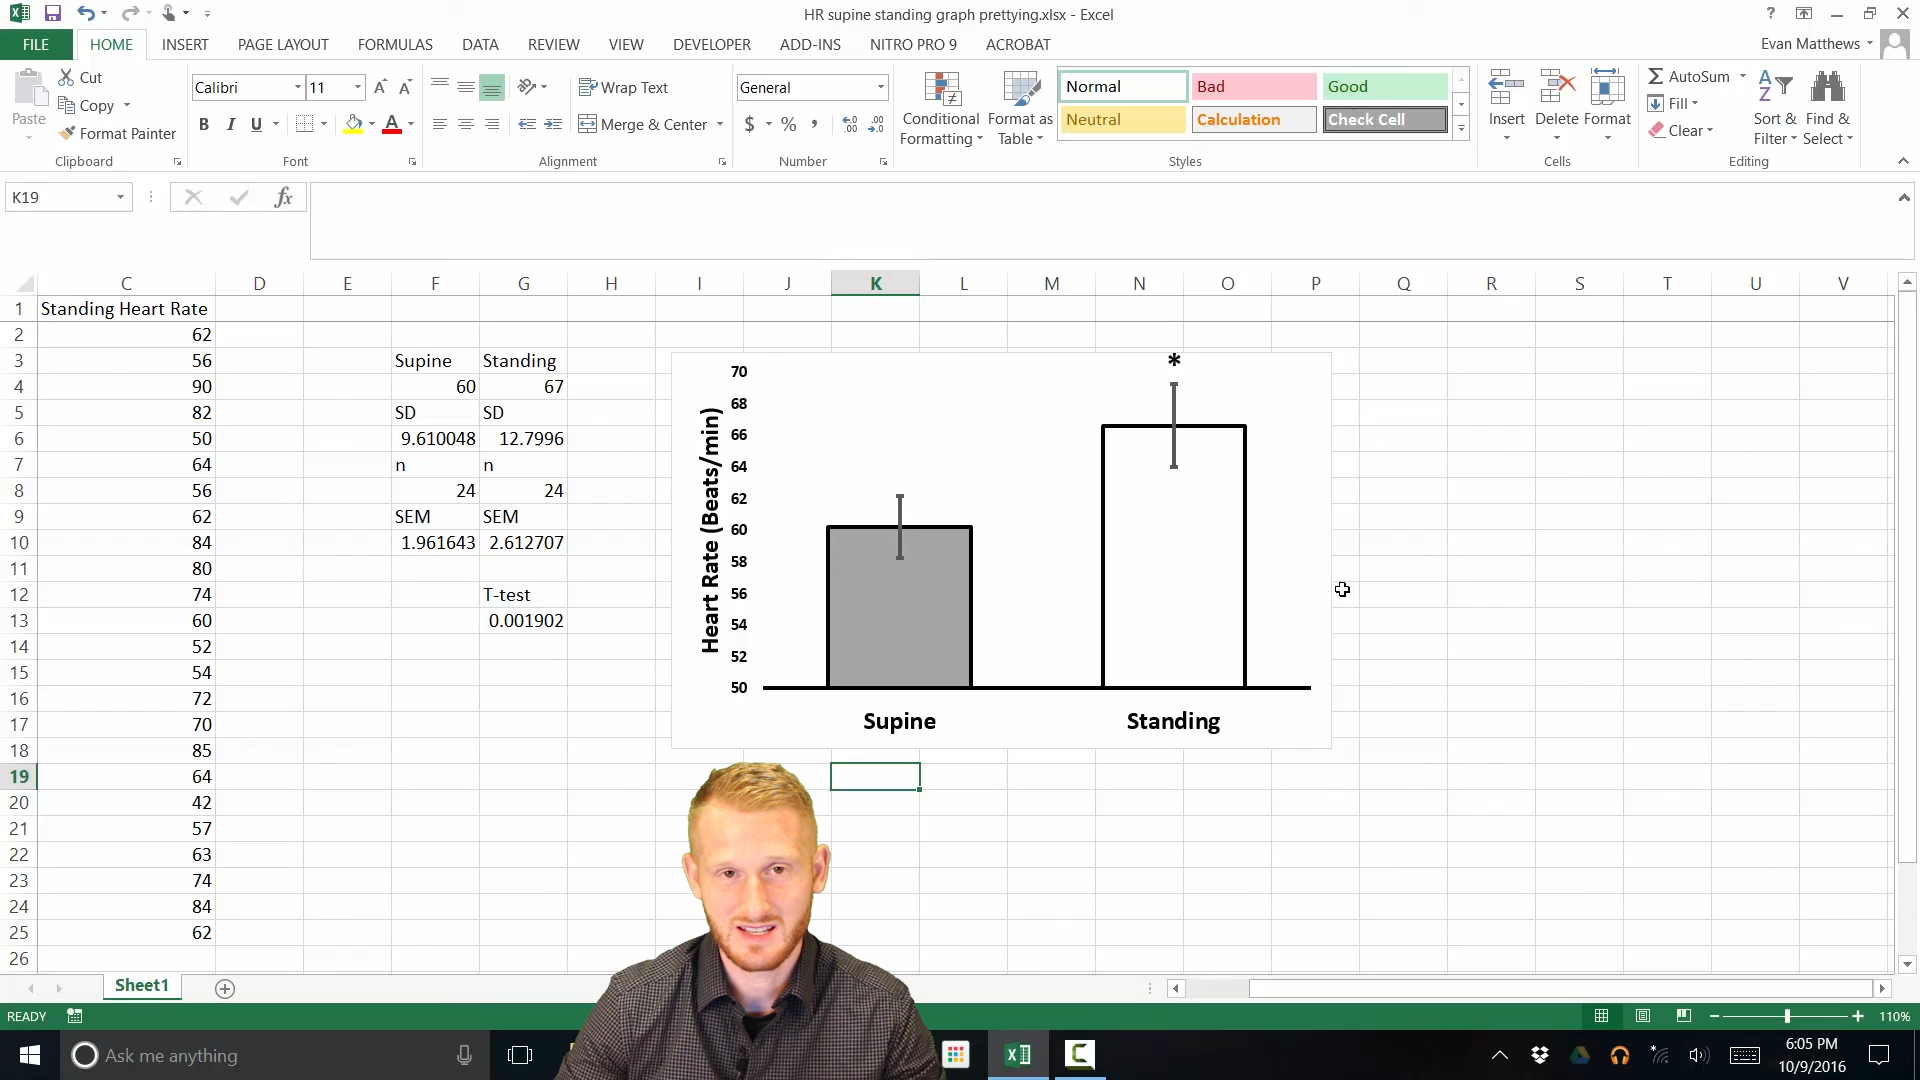 HR supine standing graph prettying.xlsx - Excel
FILE HOME INSERT PAGE LAYOUT FORMULAS DATA REVIEW VIEW DEVELOPER ADD-INS NITRO PRO 9 ACROBAT Evan Matthews
Paste
Cut
Copy
Format Painter
Clipboard
Calibri 11
B I U
Font
Wrap Text
Merge & Center
Alignment
General
$ % ,
Number
Conditional Formatting
Format as Table
Normal Bad Good
Neutral Calculation Check Cell
Styles
Insert Delete Format
Cells
AutoSum
Fill
Clear
Sort & Filter
Find & Select
Editing
K19 fx
C D E F G H I J K L M N O P Q R S T U V
1 Standing Heart Rate
2 62
3 56 Supine Standing
4 90 60 67
5 82 SD SD
6 50 9.610048 12.7996
7 64 n n
8 56 24 24
9 62 SEM SEM
10 84 1.961643 2.612707
11 80
12 74 T-test
13 60 0.001902
14 52
15 54
16 72
17 70
18 85
19 64
20 42
21 57
22 63
23 74
24 84
25 62
26
*
70
68
66
64
62
60
58
56
54
52
50
Heart Rate (Beats/min)
Supine Standing
Sheet1
READY 110%
Ask me anything
6:05 PM
10/9/2016